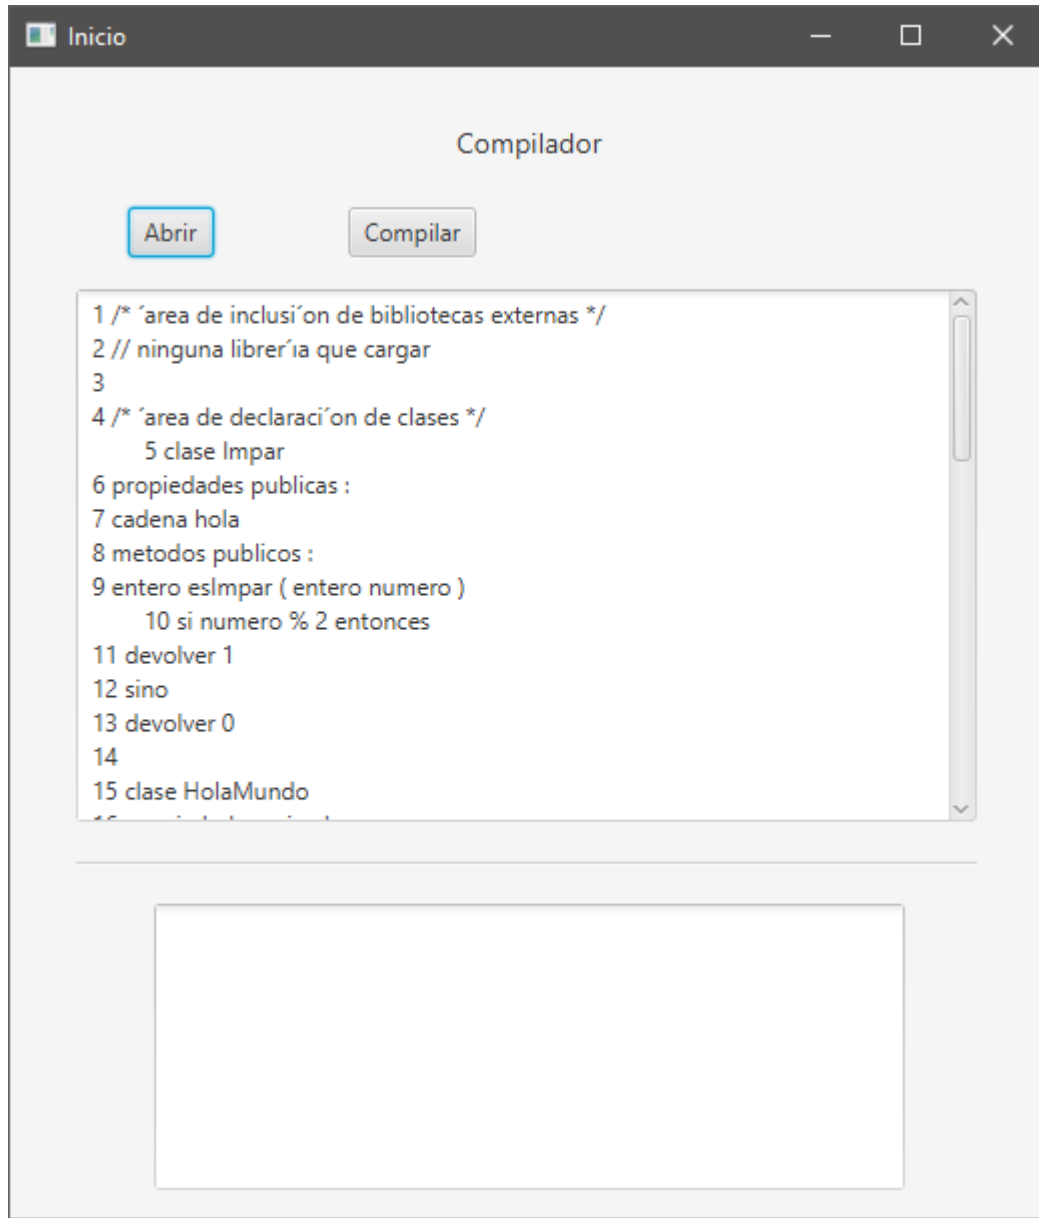 Inicio
Compilador
Abrir
Compilar
1 /* ´area de inclusi´on de bibliotecas externas */
2 // ninguna librer´ıa que cargar
3
4 /* ´area de declaraci´on de clases */
5 clase Impar
6 propiedades publicas :
7 cadena hola
8 metodos publicos :
9 entero esImpar ( entero numero )
10 si numero % 2 entonces
11 devolver 1
12 sino
13 devolver 0
14
15 clase HolaMundo